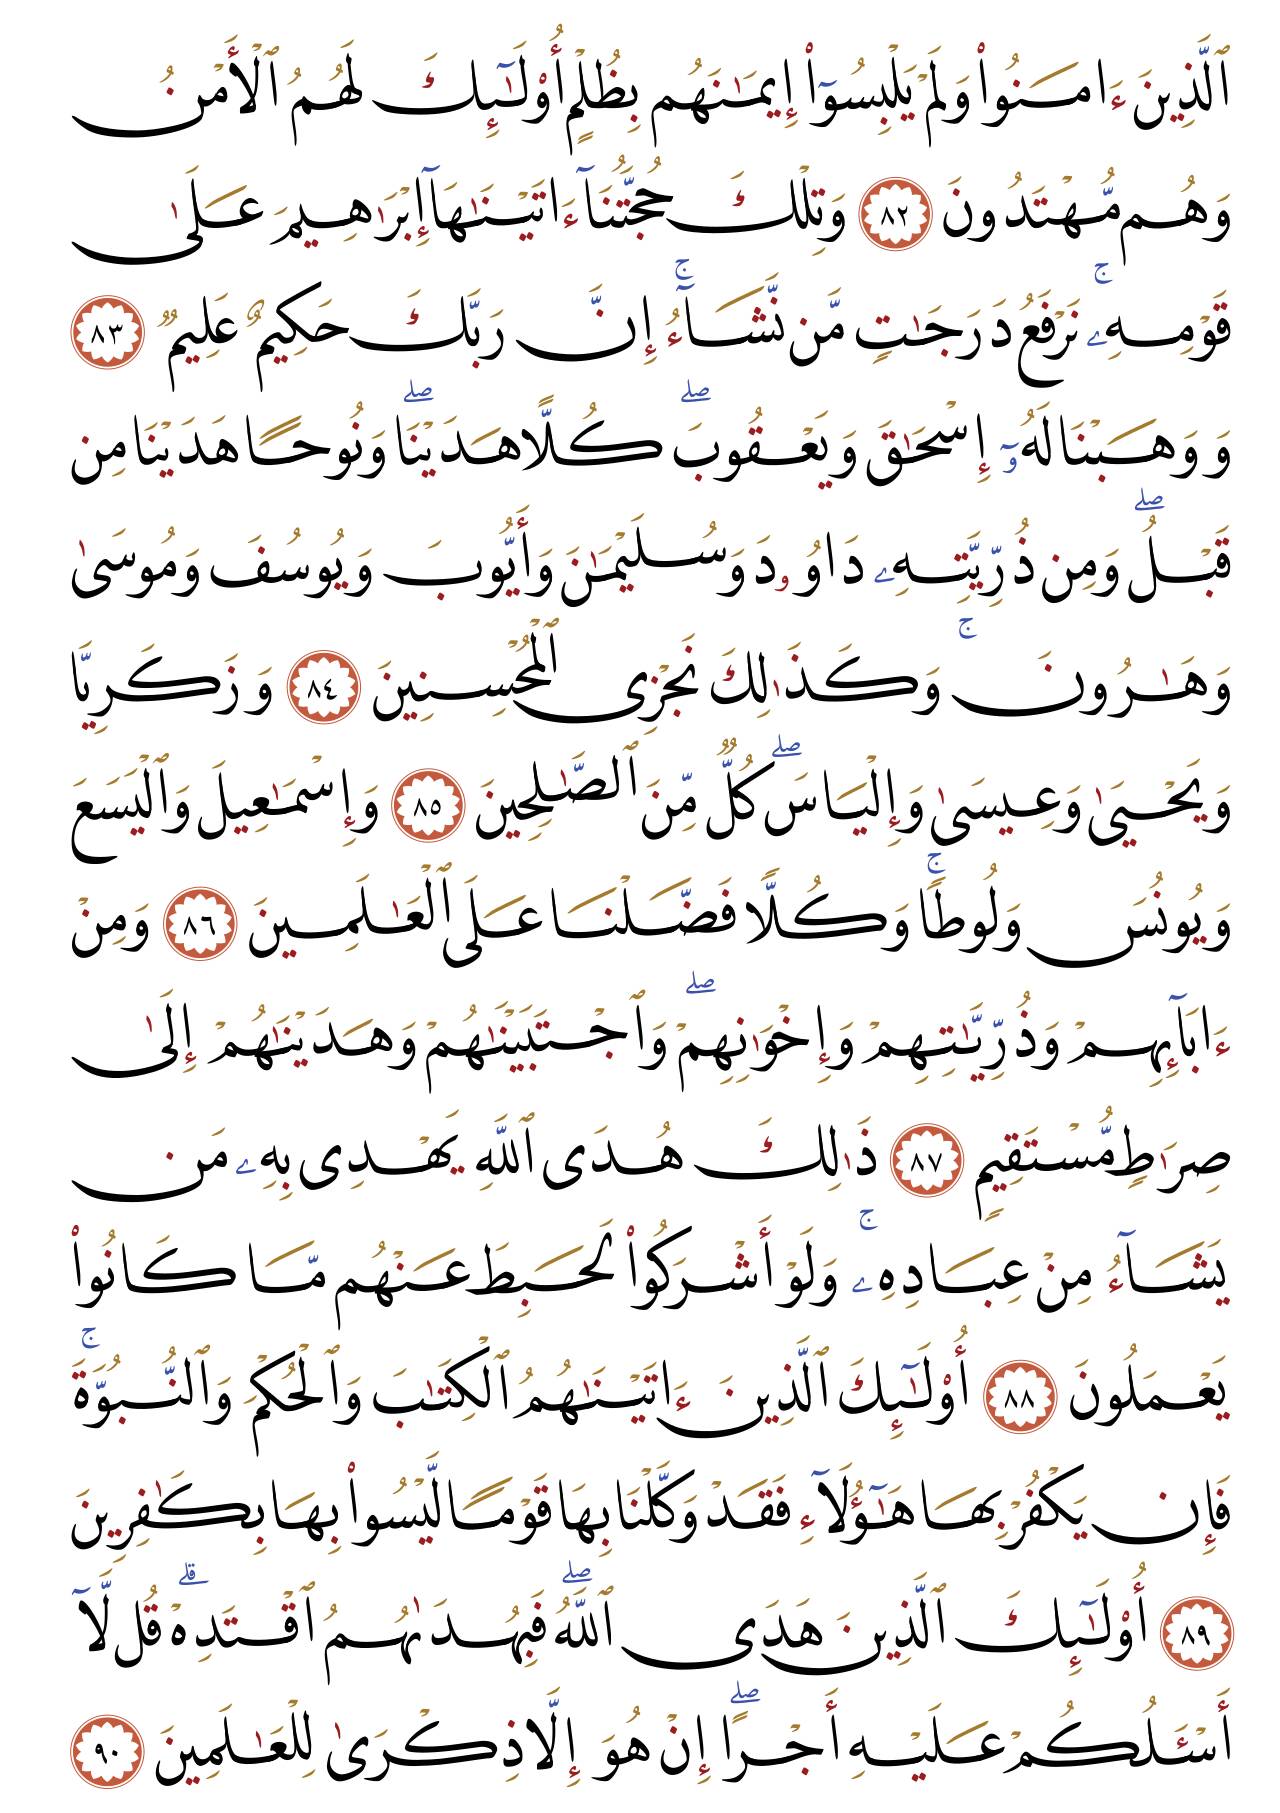 ٱلَّذِينَ ءَامَنُوا۟ وَلَمْ يَلْبِسُوٓا۟ إِيمَـٰنَهُم بِظُلْمٍ أُو۟لَـٰٓئِكَ لَهُمُ ٱلْأَمْنُ
وَهُم مُّهْتَدُونَ ٨٢ وَتِلْكَ حُجَّتُنَآ ءَاتَيْنَـٰهَآ إِبْرَٰهِيمَ عَلَىٰ
قَوْمِهِۦ ۚ نَرْفَعُ دَرَجَـٰتٍ مَّن نَّشَآءُ ۗ إِنَّ رَبَّكَ حَكِيمٌ عَلِيمٌ ٨٣
وَوَهَبْنَا لَهُۥٓ إِسْحَـٰقَ وَيَعْقُوبَ ۖ كُلًّا هَدَيْنَا ۖ وَنُوحًا هَدَيْنَا مِن
قَبْلُ ۖ وَمِن ذُرِّيَّتِهِۦ دَاوُۥدَ وَسُلَيْمَـٰنَ وَأَيُّوبَ وَيُوسُفَ وَمُوسَىٰ
وَهَـٰرُونَ ۚ وَكَذَٰلِكَ نَجْزِى ٱلْمُحْسِنِينَ ٨٤ وَزَكَرِيَّا
وَيَحْيَىٰ وَعِيسَىٰ وَإِلْيَاسَ ۖ كُلٌّ مِّنَ ٱلصَّـٰلِحِينَ ٨٥ وَإِسْمَـٰعِيلَ وَٱلْيَسَعَ
وَيُونُسَ وَلُوطًا ۚ وَكُلًّا فَضَّلْنَا عَلَى ٱلْعَـٰلَمِينَ ٨٦ وَمِنْ
ءَابَآئِهِمْ وَذُرِّيَّـٰتِهِمْ وَإِخْوَٰنِهِمْ ۖ وَٱجْتَبَيْنَـٰهُمْ وَهَدَيْنَـٰهُمْ إِلَىٰ
صِرَٰطٍ مُّسْتَقِيمٍ ٨٧ ذَٰلِكَ هُدَى ٱللَّهِ يَهْدِى بِهِۦ مَن
يَشَآءُ مِنْ عِبَادِهِۦ ۚ وَلَوْ أَشْرَكُوا۟ لَحَبِطَ عَنْهُم مَّا كَانُوا۟
يَعْمَلُونَ ٨٨ أُو۟لَـٰٓئِكَ ٱلَّذِينَ ءَاتَيْنَـٰهُمُ ٱلْكِتَـٰبَ وَٱلْحُكْمَ وَٱلنُّبُوَّةَ ۚ
فَإِن يَكْفُرْ بِهَا هَـٰٓؤُلَآءِ فَقَدْ وَكَّلْنَا بِهَا قَوْمًا لَّيْسُوا۟ بِهَا بِكَـٰفِرِينَ
٨٩ أُو۟لَـٰٓئِكَ ٱلَّذِينَ هَدَى ٱللَّهُ ۖ فَبِهُدَىٰهُمُ ٱقْتَدِهْ ۗ قُل لَّآ
أَسْـَٔلُكُمْ عَلَيْهِ أَجْرًا ۖ إِنْ هُوَ إِلَّا ذِكْرَىٰ لِلْعَـٰلَمِينَ ٩٠